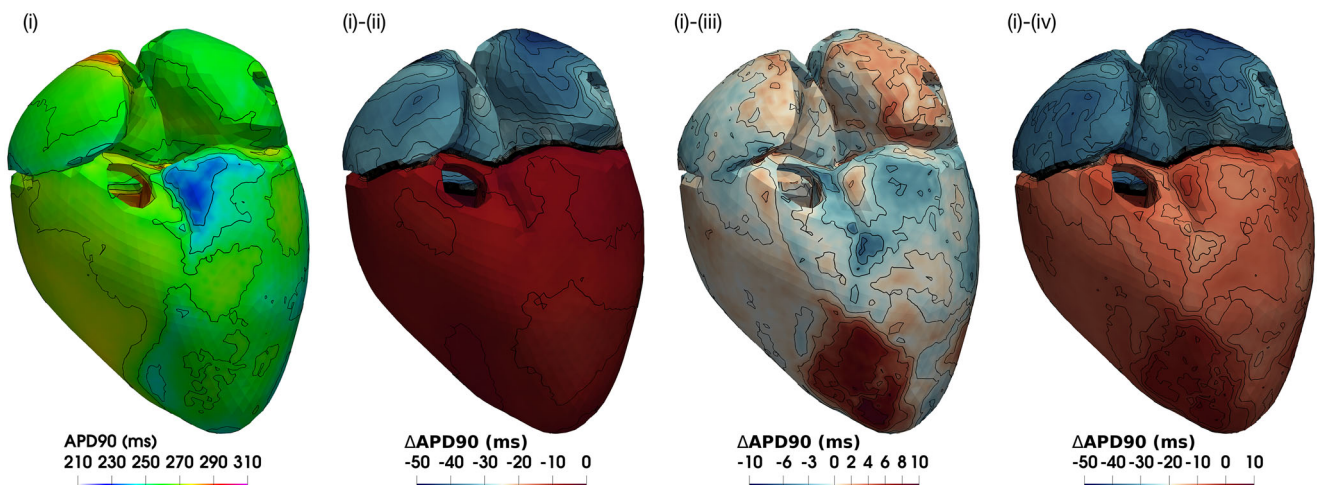 (i)
(i)-(ii)
(i)-(iii)
(i)-(iv)
APD90 (ms)
210 230 250 270 290 310
ΔAPD90 (ms)
-50 -40 -30 -20 -10 0
ΔAPD90 (ms)
-10 -6 -3 0 2 4 6 8 10
ΔAPD90 (ms)
-50 -40 -30 -20 -10 0 10